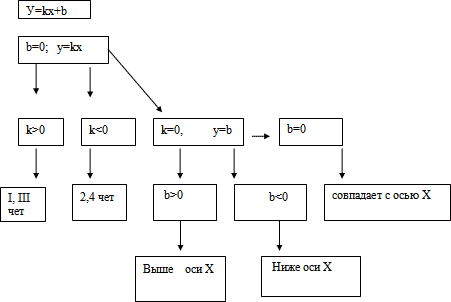 У=kx+b
b=0; y=kx
k>0
k<0
k=0, y=b
b=0
I, III
чет
2,4 чет
b>0
b<0
совпадает с осью X
Выше оси X
Ниже оси X